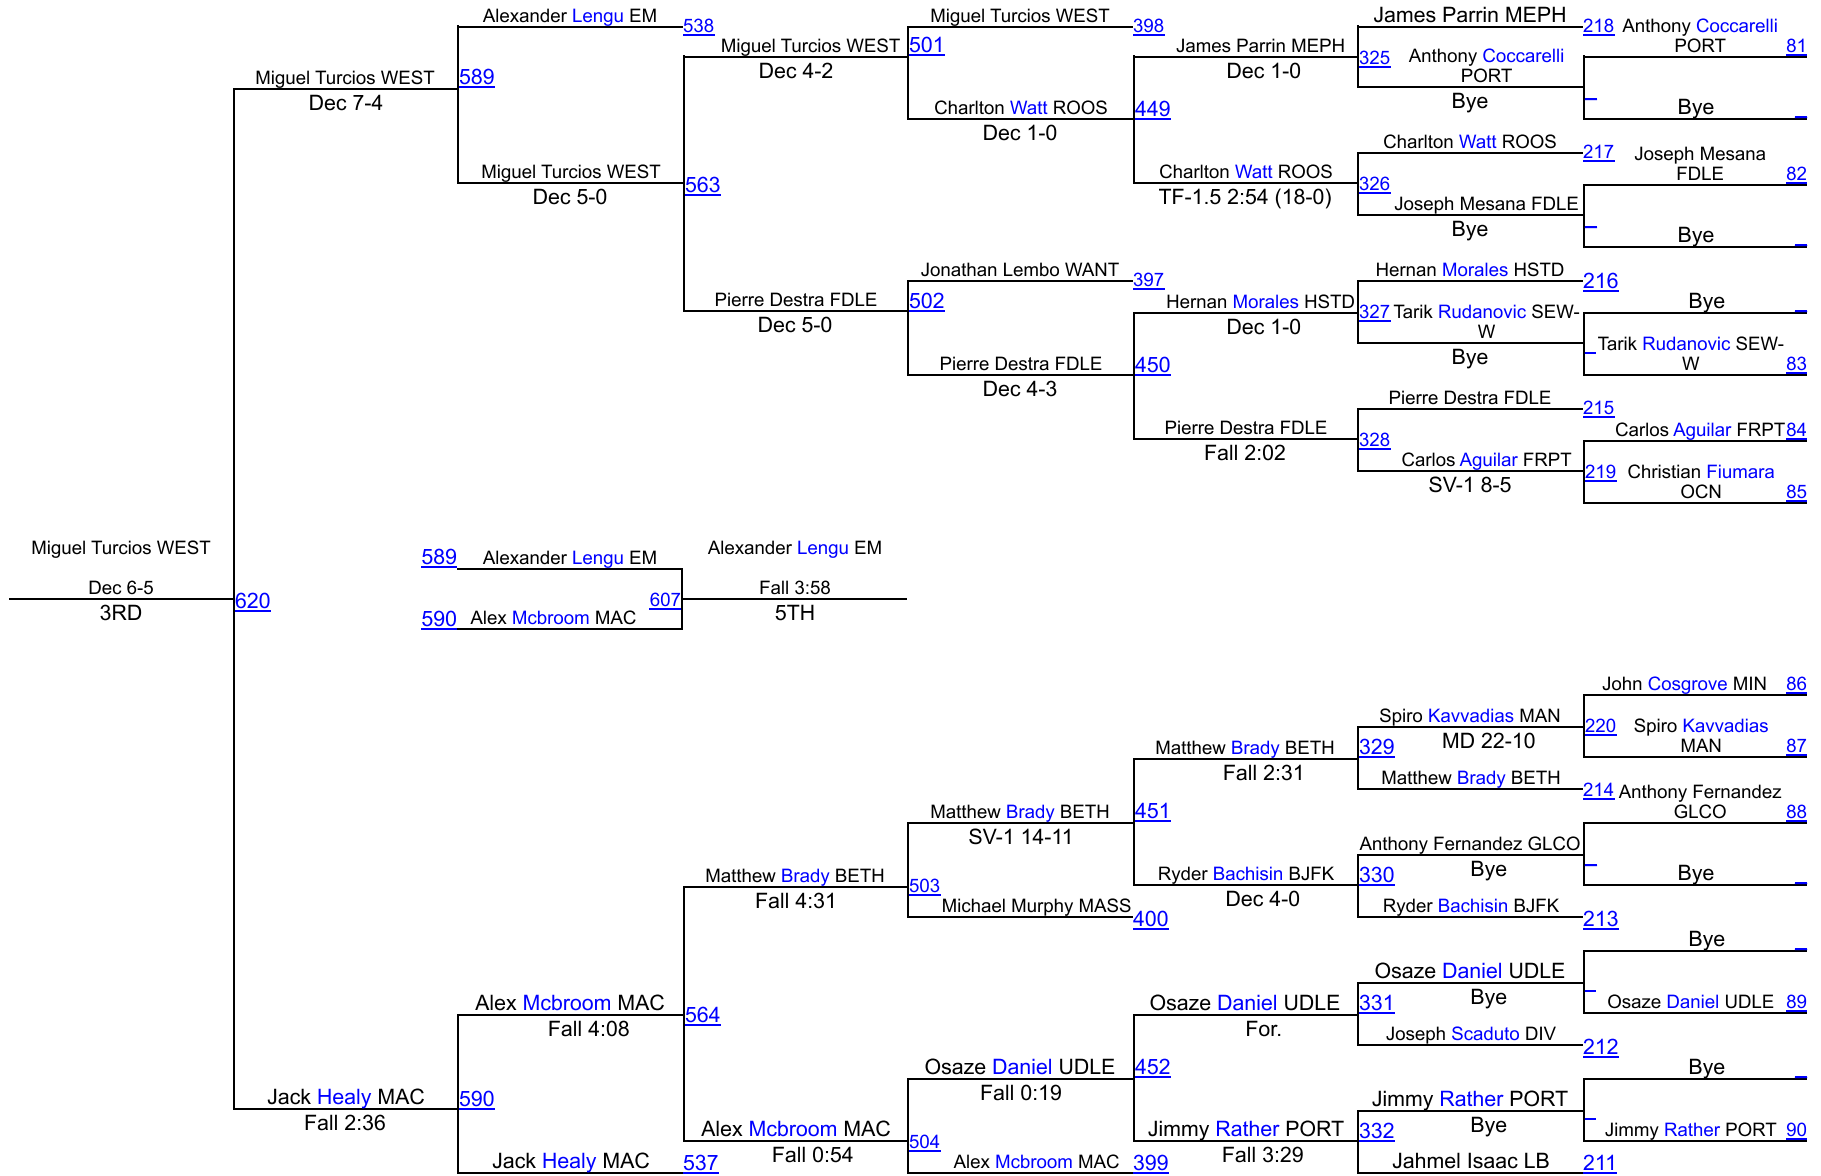 Alexander Lengu EM
538
Miguel Turcios WEST
398
James Parrin MEPH
218
Anthony Coccarelli
PORT
81
Miguel Turcios WEST
Dec 4-2
501
James Parrin MEPH
Dec 1-0
325
Anthony Coccarelli
PORT
Bye
Bye
Miguel Turcios WEST
Dec 7-4
589
Charlton Watt ROOS
Dec 1-0
449
Charlton Watt ROOS
217
Joseph Mesana
FDLE
82
Miguel Turcios WEST
Dec 5-0
563
Charlton Watt ROOS
TF-1.5 2:54 (18-0)
326
Joseph Mesana FDLE
Bye
Bye
Jonathan Lembo WANT
397
Hernan Morales HSTD
216
Bye
Pierre Destra FDLE
Dec 5-0
502
Hernan Morales HSTD
Dec 1-0
327
Tarik Rudanovic SEW-
W
Bye
Tarik Rudanovic SEW-
W
83
Pierre Destra FDLE
Dec 4-3
450
Pierre Destra FDLE
215
Carlos Aguilar FRPT
84
Pierre Destra FDLE
Fall 2:02
328
Carlos Aguilar FRPT
SV-1 8-5
219
Christian Fiumara
OCN
85
Miguel Turcios WEST
Dec 6-5
3RD
620
589
Alexander Lengu EM
590
Alex Mcbroom MAC
607
Alexander Lengu EM
Fall 3:58
5TH
John Cosgrove MIN
86
Spiro Kavvadias MAN
MD 22-10
220
Spiro Kavvadias
MAN
87
Matthew Brady BETH
Fall 2:31
329
Matthew Brady BETH
214
Anthony Fernandez
GLCO
88
Matthew Brady BETH
SV-1 14-11
451
Anthony Fernandez GLCO
Bye
Bye
Matthew Brady BETH
Fall 4:31
503
Ryder Bachisin BJFK
Dec 4-0
330
Ryder Bachisin BJFK
213
Michael Murphy MASS
400
Bye
Alex Mcbroom MAC
Fall 4:08
564
Osaze Daniel UDLE
For.
331
Osaze Daniel UDLE
Bye
Osaze Daniel UDLE
89
Joseph Scaduto DIV
212
Osaze Daniel UDLE
Fall 0:19
452
Bye
Jack Healy MAC
Fall 2:36
590
Jimmy Rather PORT
Bye
Jimmy Rather PORT
90
Alex Mcbroom MAC
Fall 0:54
504
Jimmy Rather PORT
Fall 3:29
332
Jack Healy MAC
537
Alex Mcbroom MAC
399
Jahmel Isaac LB
211